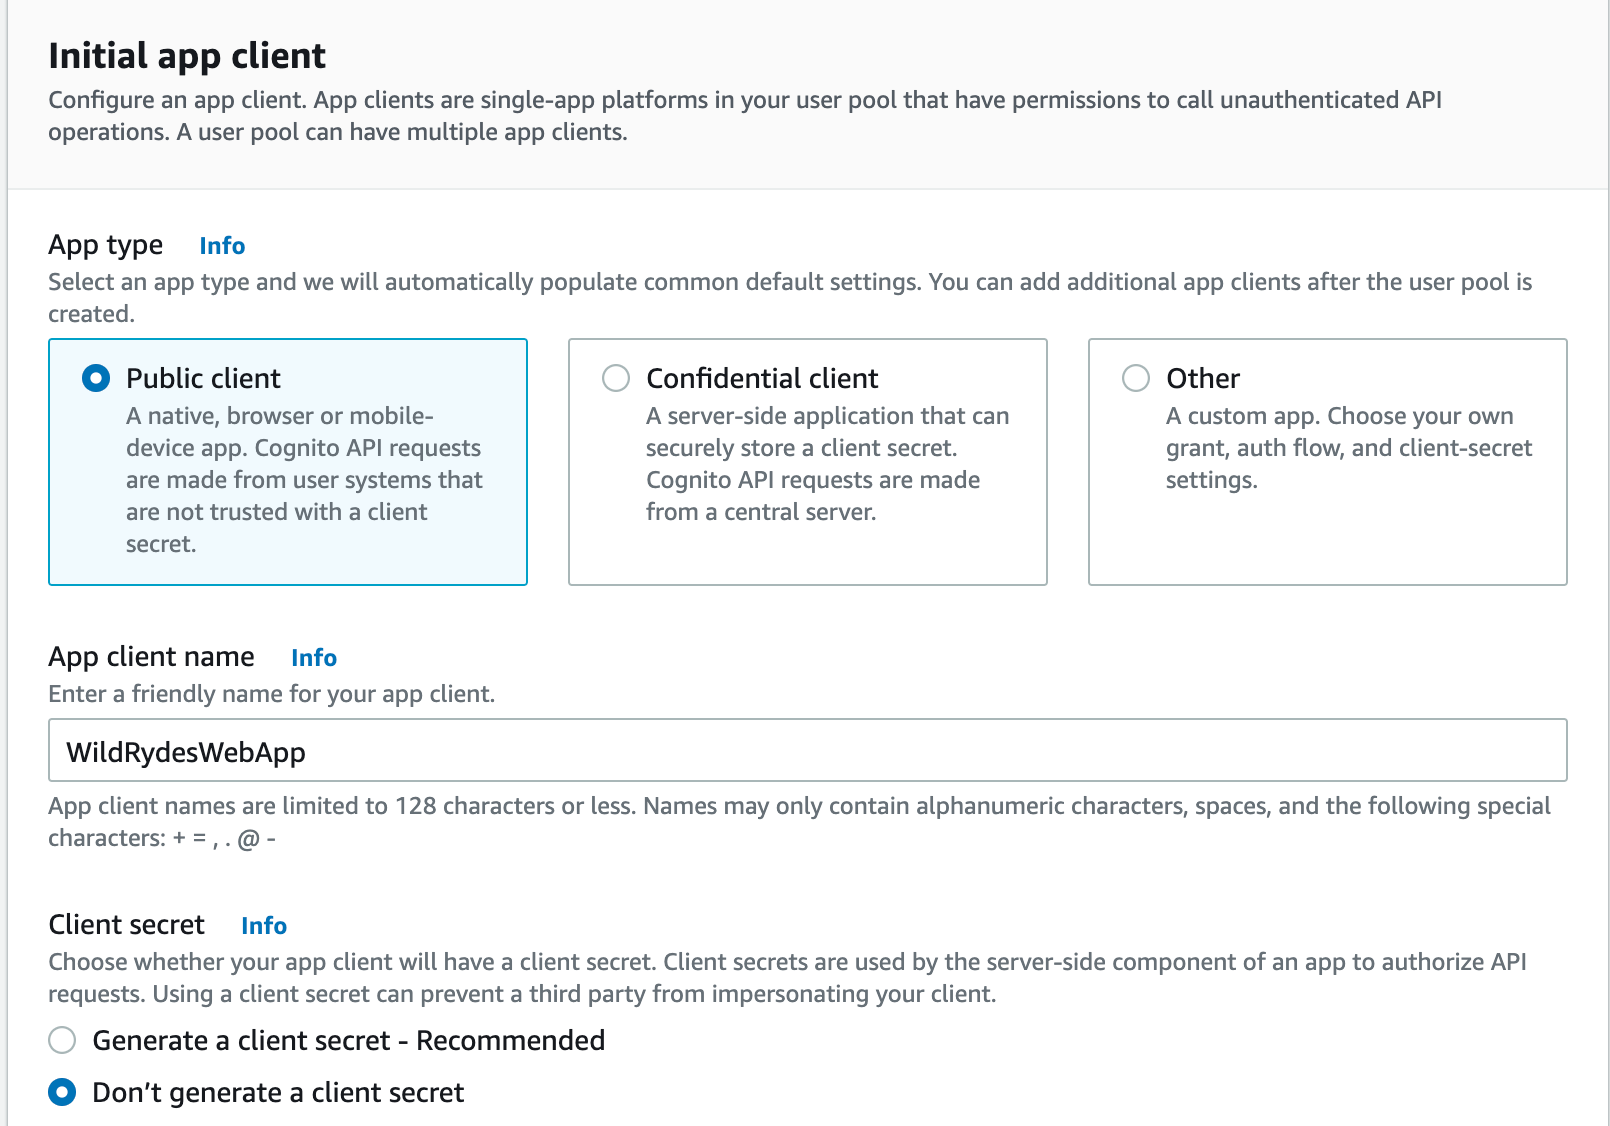 Initial app client
Configure an app client. App clients are single-app platforms in your user pool that have permissions to call unauthenticated API
operations. A user pool can have multiple app clients.
App type Info
Select an app type and we will automatically populate common default settings. You can add additional app clients after the user pool is
created.
Public client
A native, browser or mobile-
device app. Cognito API requests
are made from user systems that
are not trusted with a client
secret.
Confidential client
A server-side application that can
securely store a client secret.
Cognito API requests are made
from a central server.
Other
A custom app. Choose your own
grant, auth flow, and client-secret
settings.
App client name Info
Enter a friendly name for your app client.
WildRydesWebApp
App client names are limited to 128 characters or less. Names may only contain alphanumeric characters, spaces, and the following special
characters: + = , . @ -
Client secret Info
Choose whether your app client will have a client secret. Client secrets are used by the server-side component of an app to authorize API
requests. Using a client secret can prevent a third party from impersonating your client.
Generate a client secret - Recommended
Don’t generate a client secret